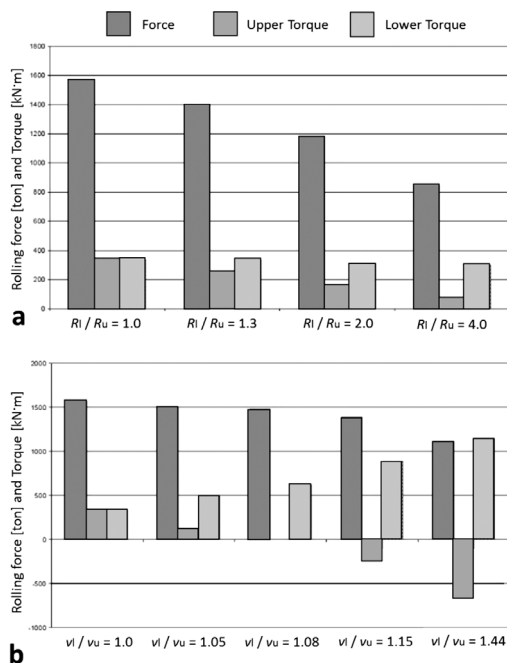 Force Upper Torque Lower Torque
Rolling force [ton] and Torque [kN·m]
1800
1600
1400
1200
1000
800
600
400
200
0
a
Rl / Ru = 1.0 Rl / Ru = 1.3 Rl / Ru = 2.0 Rl / Ru = 4.0
Rolling force [ton] and Torque [kN·m]
2000
1500
1000
500
0
-500
-1000
b
vl / vu = 1.0 vl / vu = 1.05 vl / vu = 1.08 vl / vu = 1.15 vl / vu = 1.44